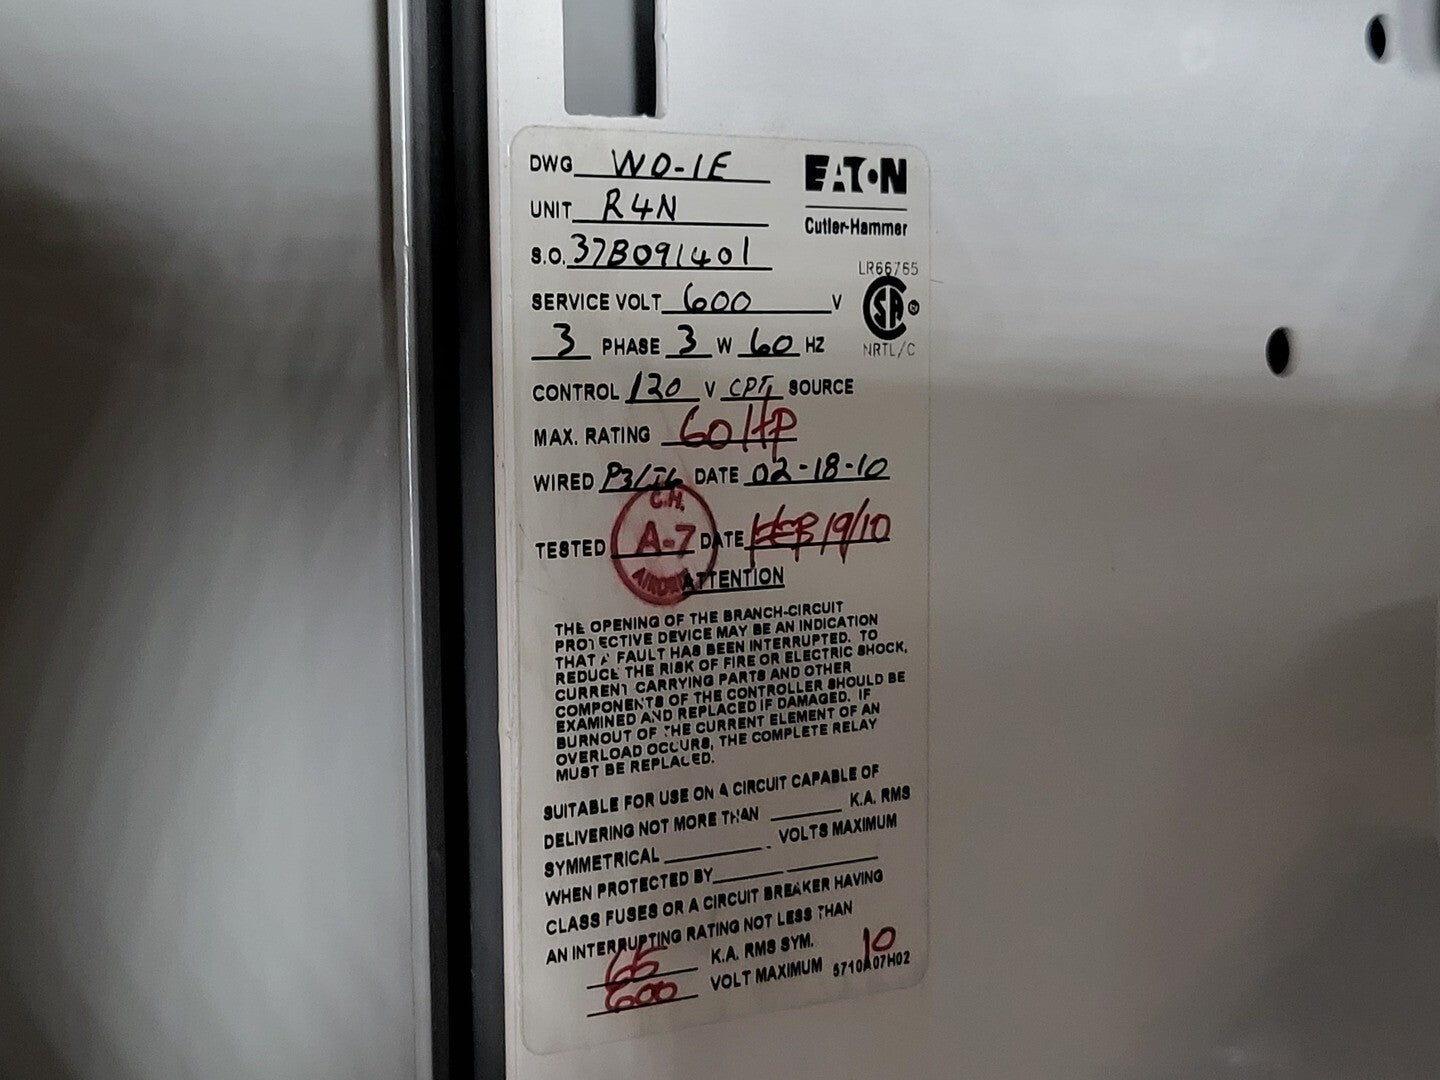 DWG WO-1E
EATON
UNIT R4N
Cutler-Hammer
S.O. 37B091401
LR66765
SERVICE VOLT 600 V
SA
3 PHASE 3 W 60 HZ
NRTL/C
CONTROL 120 V CPT SOURCE
MAX. RATING 60 HP
WIRED DATE 02-18-10
C.H.
TESTED A-7 DATE FEB 19/10
ATTENTION
THE OPENING OF THE BRANCH-CIRCUIT
PROTECTIVE DEVICE MAY BE AN INDICATION
THAT A FAULT HAS BEEN INTERRUPTED. TO
REDUCE THE RISK OF FIRE OR ELECTRIC SHOCK,
CURRENT CARRYING PARTS AND OTHER
COMPONENTS OF THE CONTROLLER SHOULD BE
EXAMINED AND REPLACED IF DAMAGED. IF
BURNOUT OF THE CURRENT ELEMENT OF AN
OVERLOAD OCCURS, THE COMPLETE RELAY
MUST BE REPLACED.
SUITABLE FOR USE ON A CIRCUIT CAPABLE OF
DELIVERING NOT MORE THAN K.A. RMS
SYMMETRICAL VOLTS MAXIMUM
WHEN PROTECTED BY
CLASS FUSES OR A CIRCUIT BREAKER HAVING
AN INTERRUPTING RATING NOT LESS THAN
65 K.A. RMS SYM. 10
600 VOLT MAXIMUM 5710A07H02